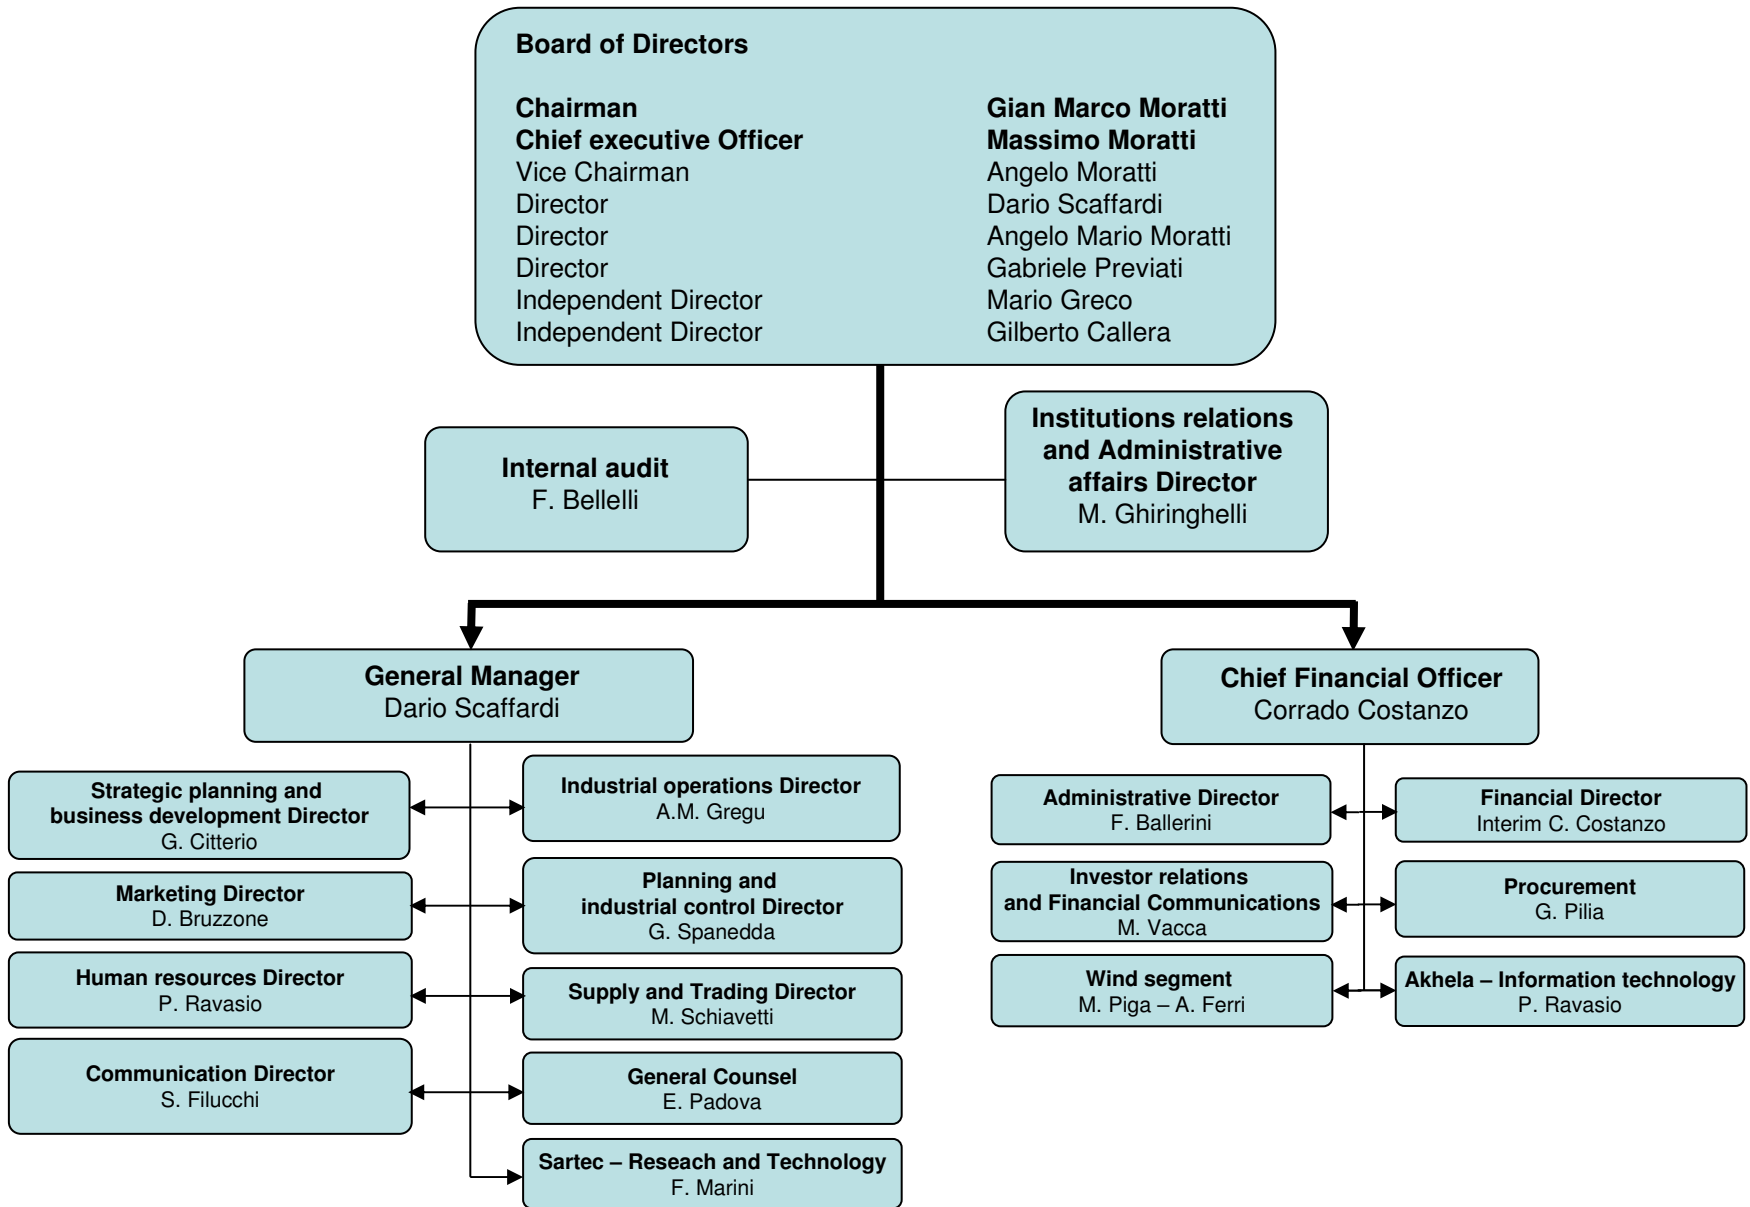 Board of Directors
Chairman Gian Marco Moratti
Chief executive Officer Massimo Moratti
Vice Chairman Angelo Moratti
Director Dario Scaffardi
Director Angelo Mario Moratti
Director Gabriele Previati
Independent Director Mario Greco
Independent Director Gilberto Callera
Internal audit
F. Bellelli
Institutions relations
and Administrative
affairs Director
M. Ghiringhelli
General Manager
Dario Scaffardi
Chief Financial Officer
Corrado Costanzo
Strategic planning and
business development Director
G. Citterio
Industrial operations Director
A.M. Gregu
Marketing Director
D. Bruzzone
Planning and
industrial control Director
G. Spanedda
Human resources Director
P. Ravasio
Supply and Trading Director
M. Schiavetti
Communication Director
S. Filucchi
General Counsel
E. Padova
Sartec – Reseach and Technology
F. Marini
Administrative Director
F. Ballerini
Financial Director
Interim C. Costanzo
Investor relations
and Financial Communications
M. Vacca
Procurement
G. Pilia
Wind segment
M. Piga – A. Ferri
Akhela – Information technology
P. Ravasio